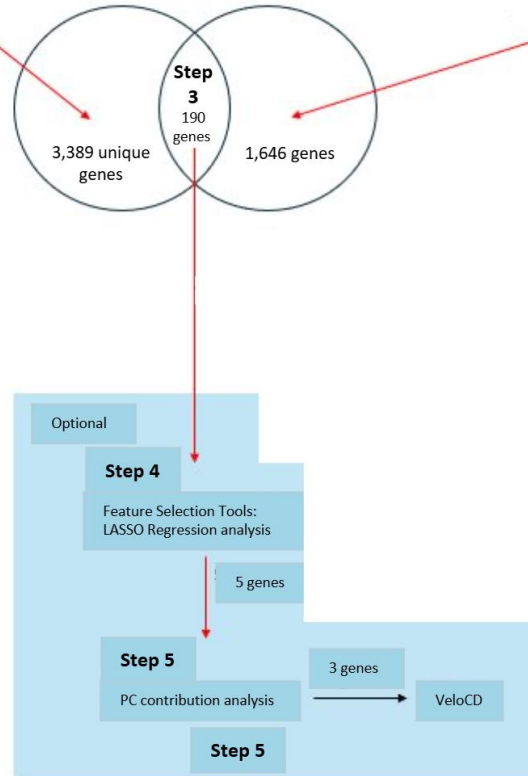 Step
3
190
genes
3,389 unique
genes
1,646 genes
Optional
Step 4
Feature Selection Tools:
LASSO Regression analysis
5 genes
Step 5
3 genes
PC contribution analysis
VeloCD
Step 5